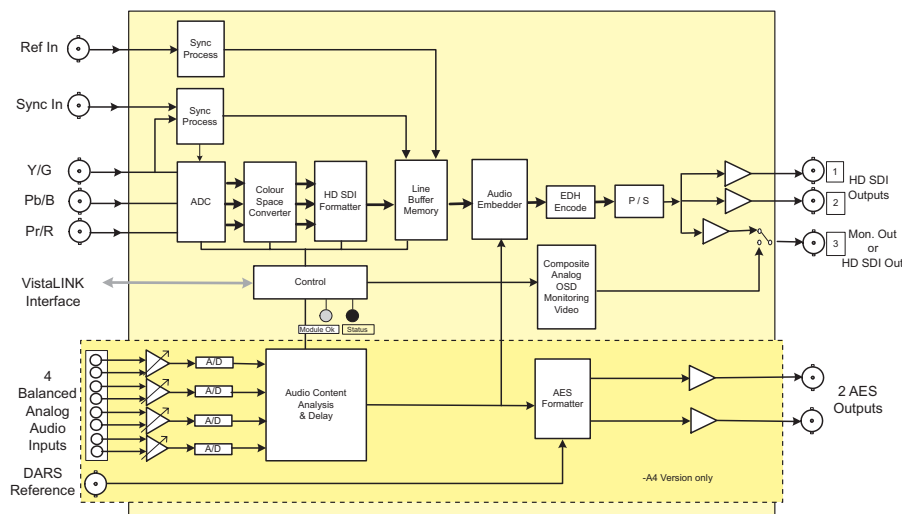 Ref In
Sync
Process
Sync In
Sync
Process
Y/G
Pb/B
Pr/R
ADC
Colour
Space
Converter
HD SDI
Formatter
Line
Buffer
Memory
Audio
Embedder
EDH
Encode
P / S
1
HD SDI
Outputs
2
3
Mon. Out
or
HD SDI Out
VistaLINK
Interface
Control
Module Ok
Status
Composite
Analog
OSD
Monitoring
Video
4
Balanced
Analog
Audio
Inputs
A/D
A/D
A/D
A/D
Audio Content
Analysis
& Delay
AES
Formatter
2 AES
Outputs
DARS
Reference
-A4 Version only